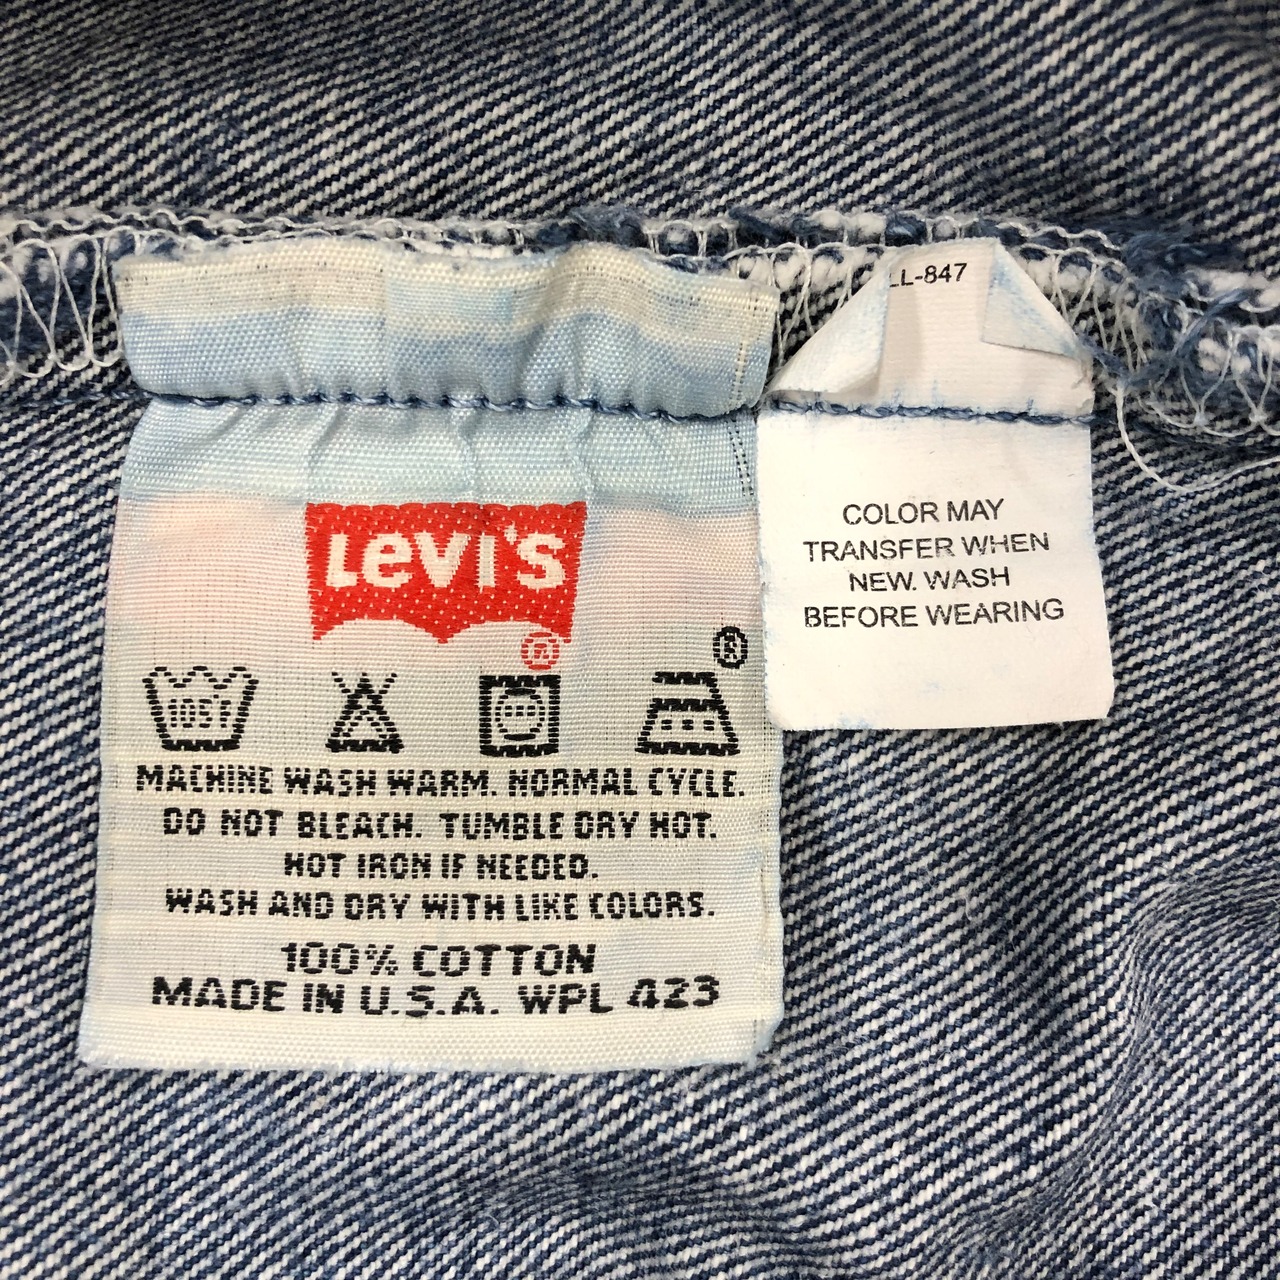 LL-847
LEVI'S
®
®
105°F
MACHINE WASH WARM. NORMAL CYCLE.
DO NOT BLEACH. TUMBLE DRY HOT.
HOT IRON IF NEEDED.
WASH AND DRY WITH LIKE COLORS.
100% COTTON
MADE IN U.S.A. WPL 423
COLOR MAY
TRANSFER WHEN
NEW. WASH
BEFORE WEARING